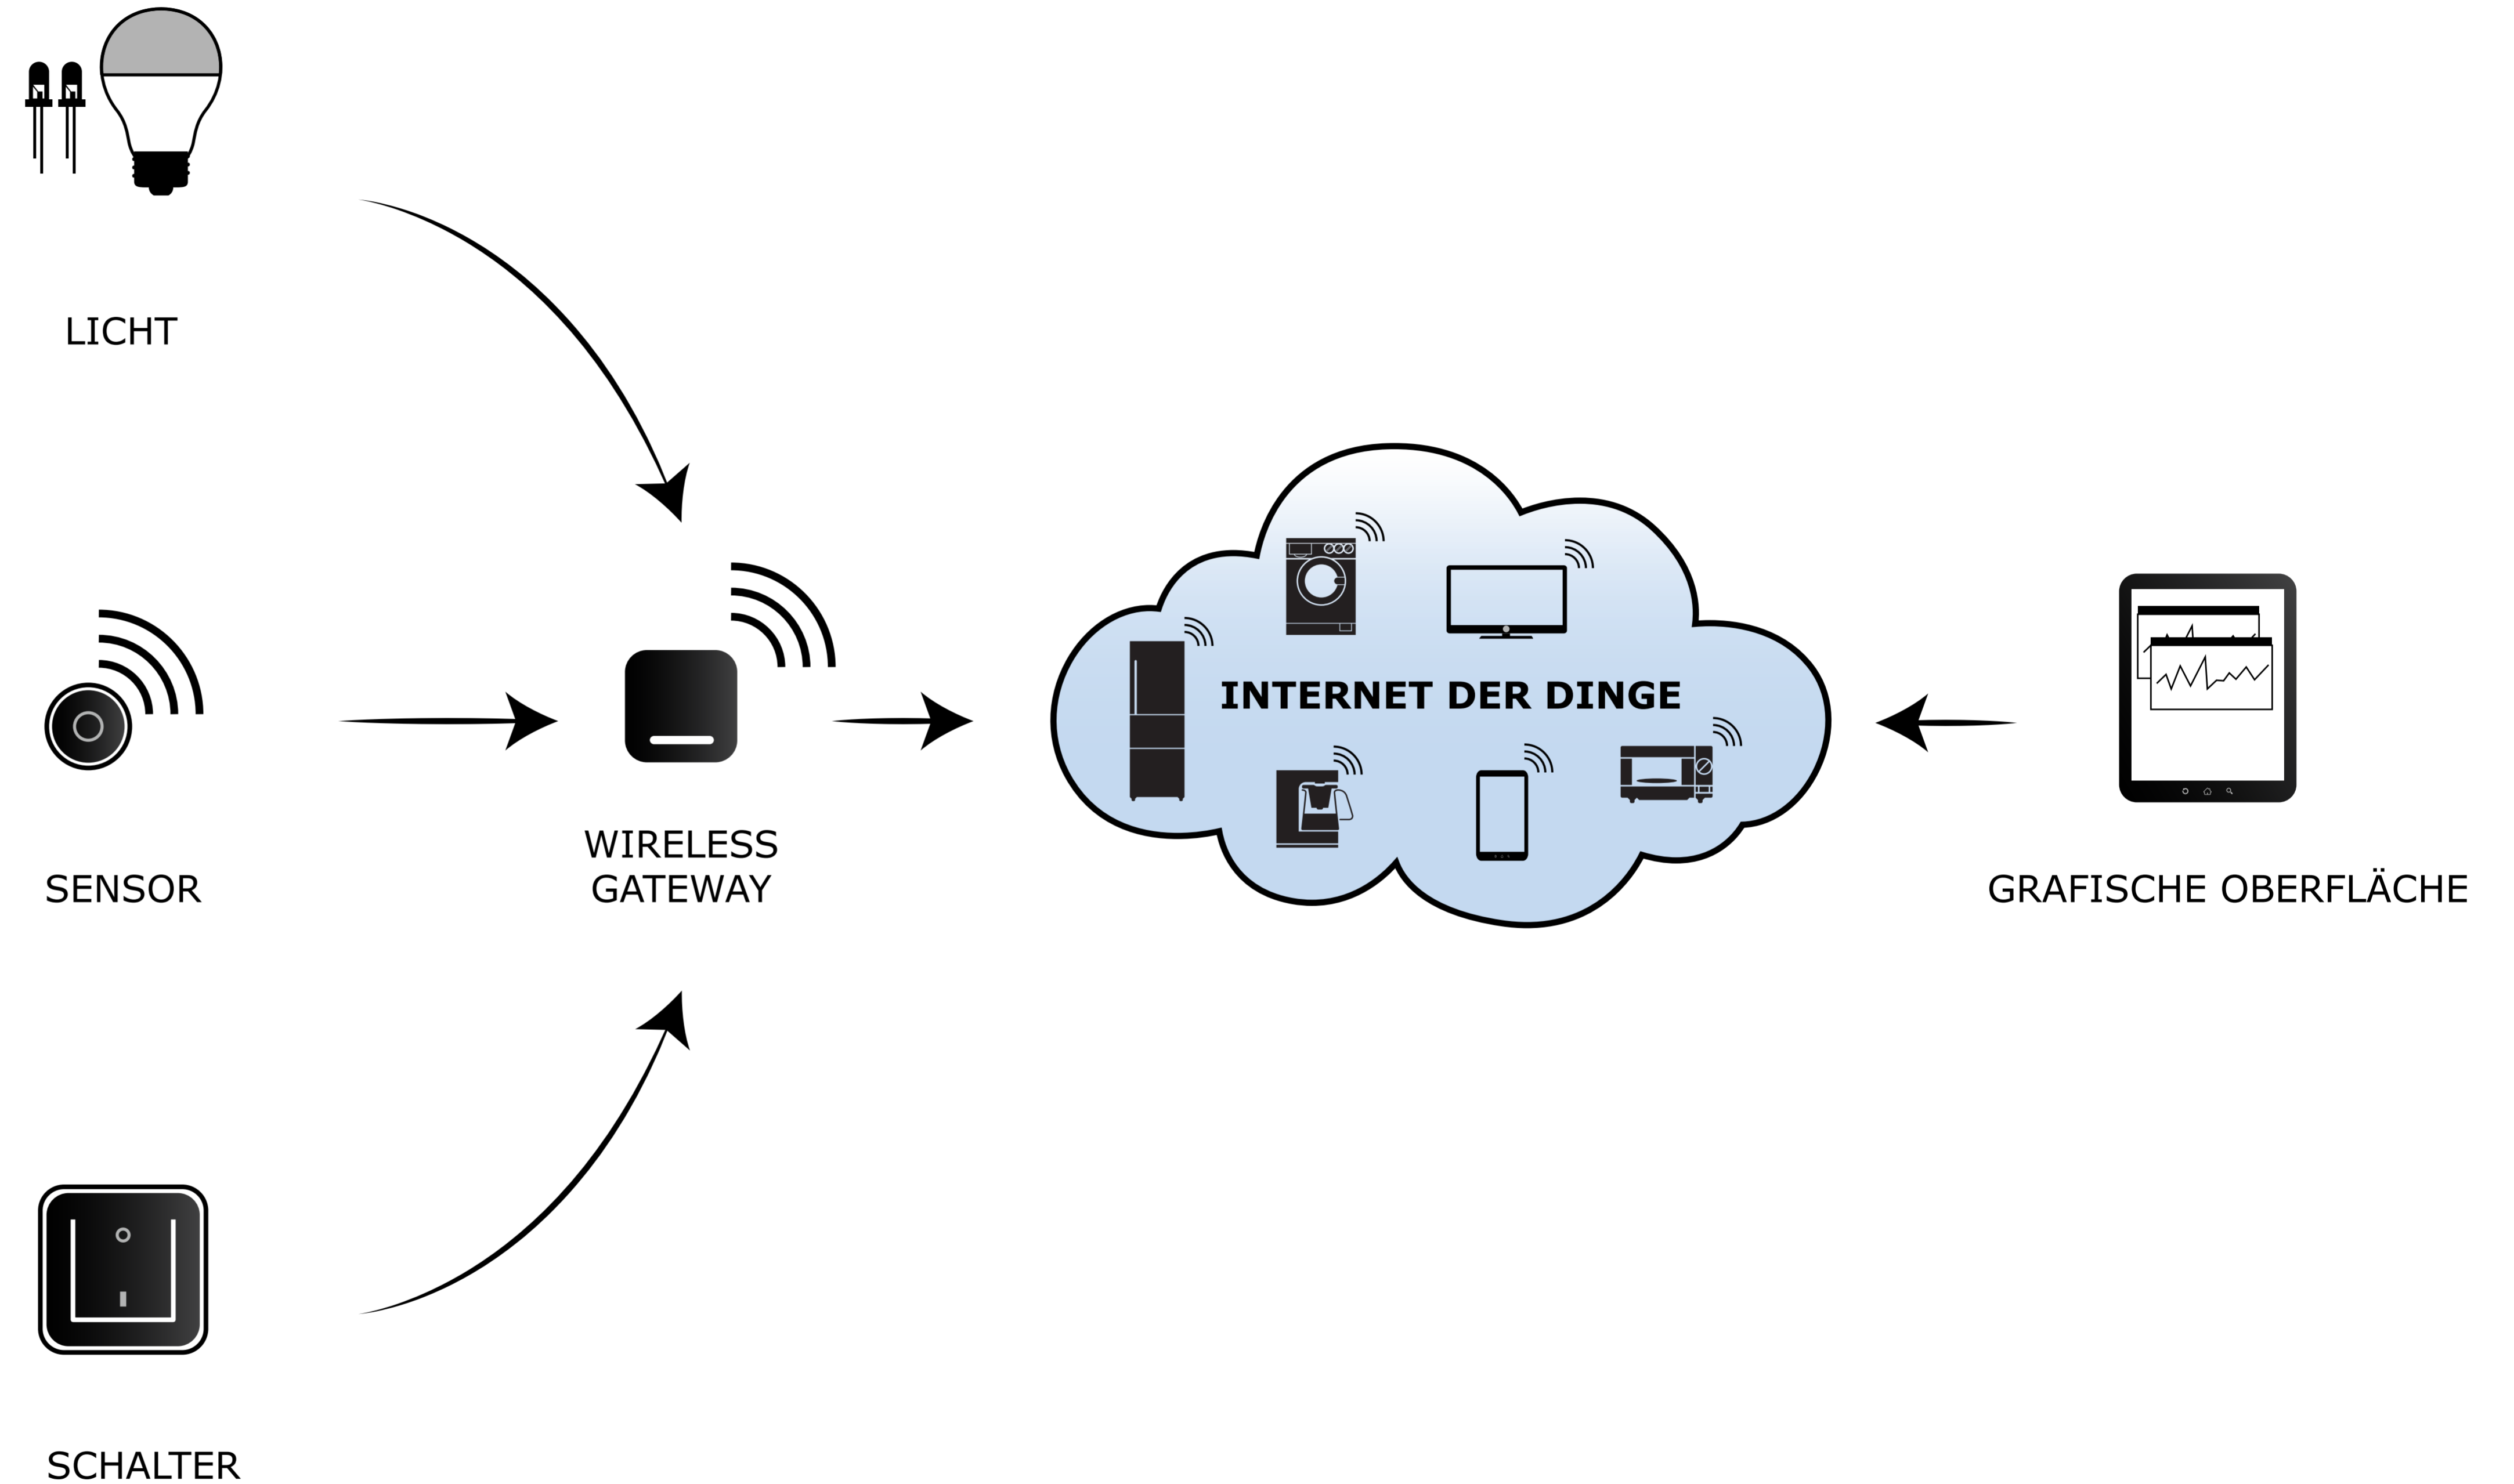 LICHT
SENSOR
WIRELESS
GATEWAY
INTERNET DER DINGE
GRAFISCHE OBERFLÄCHE
SCHALTER